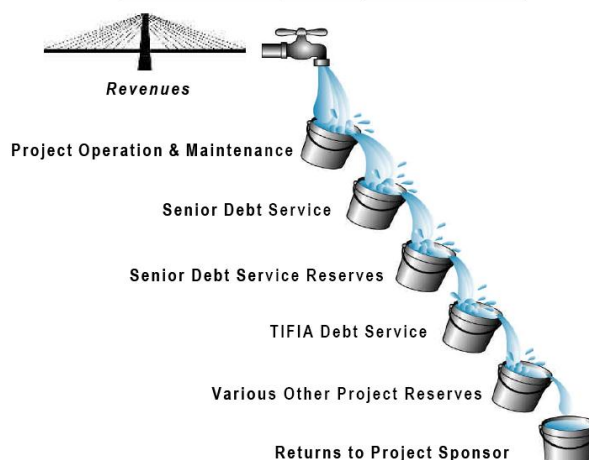 Revenues
Project Operation & Maintenance
Senior Debt Service
Senior Debt Service Reserves
TIFIA Debt Service
Various Other Project Reserves
Returns to Project Sponsor